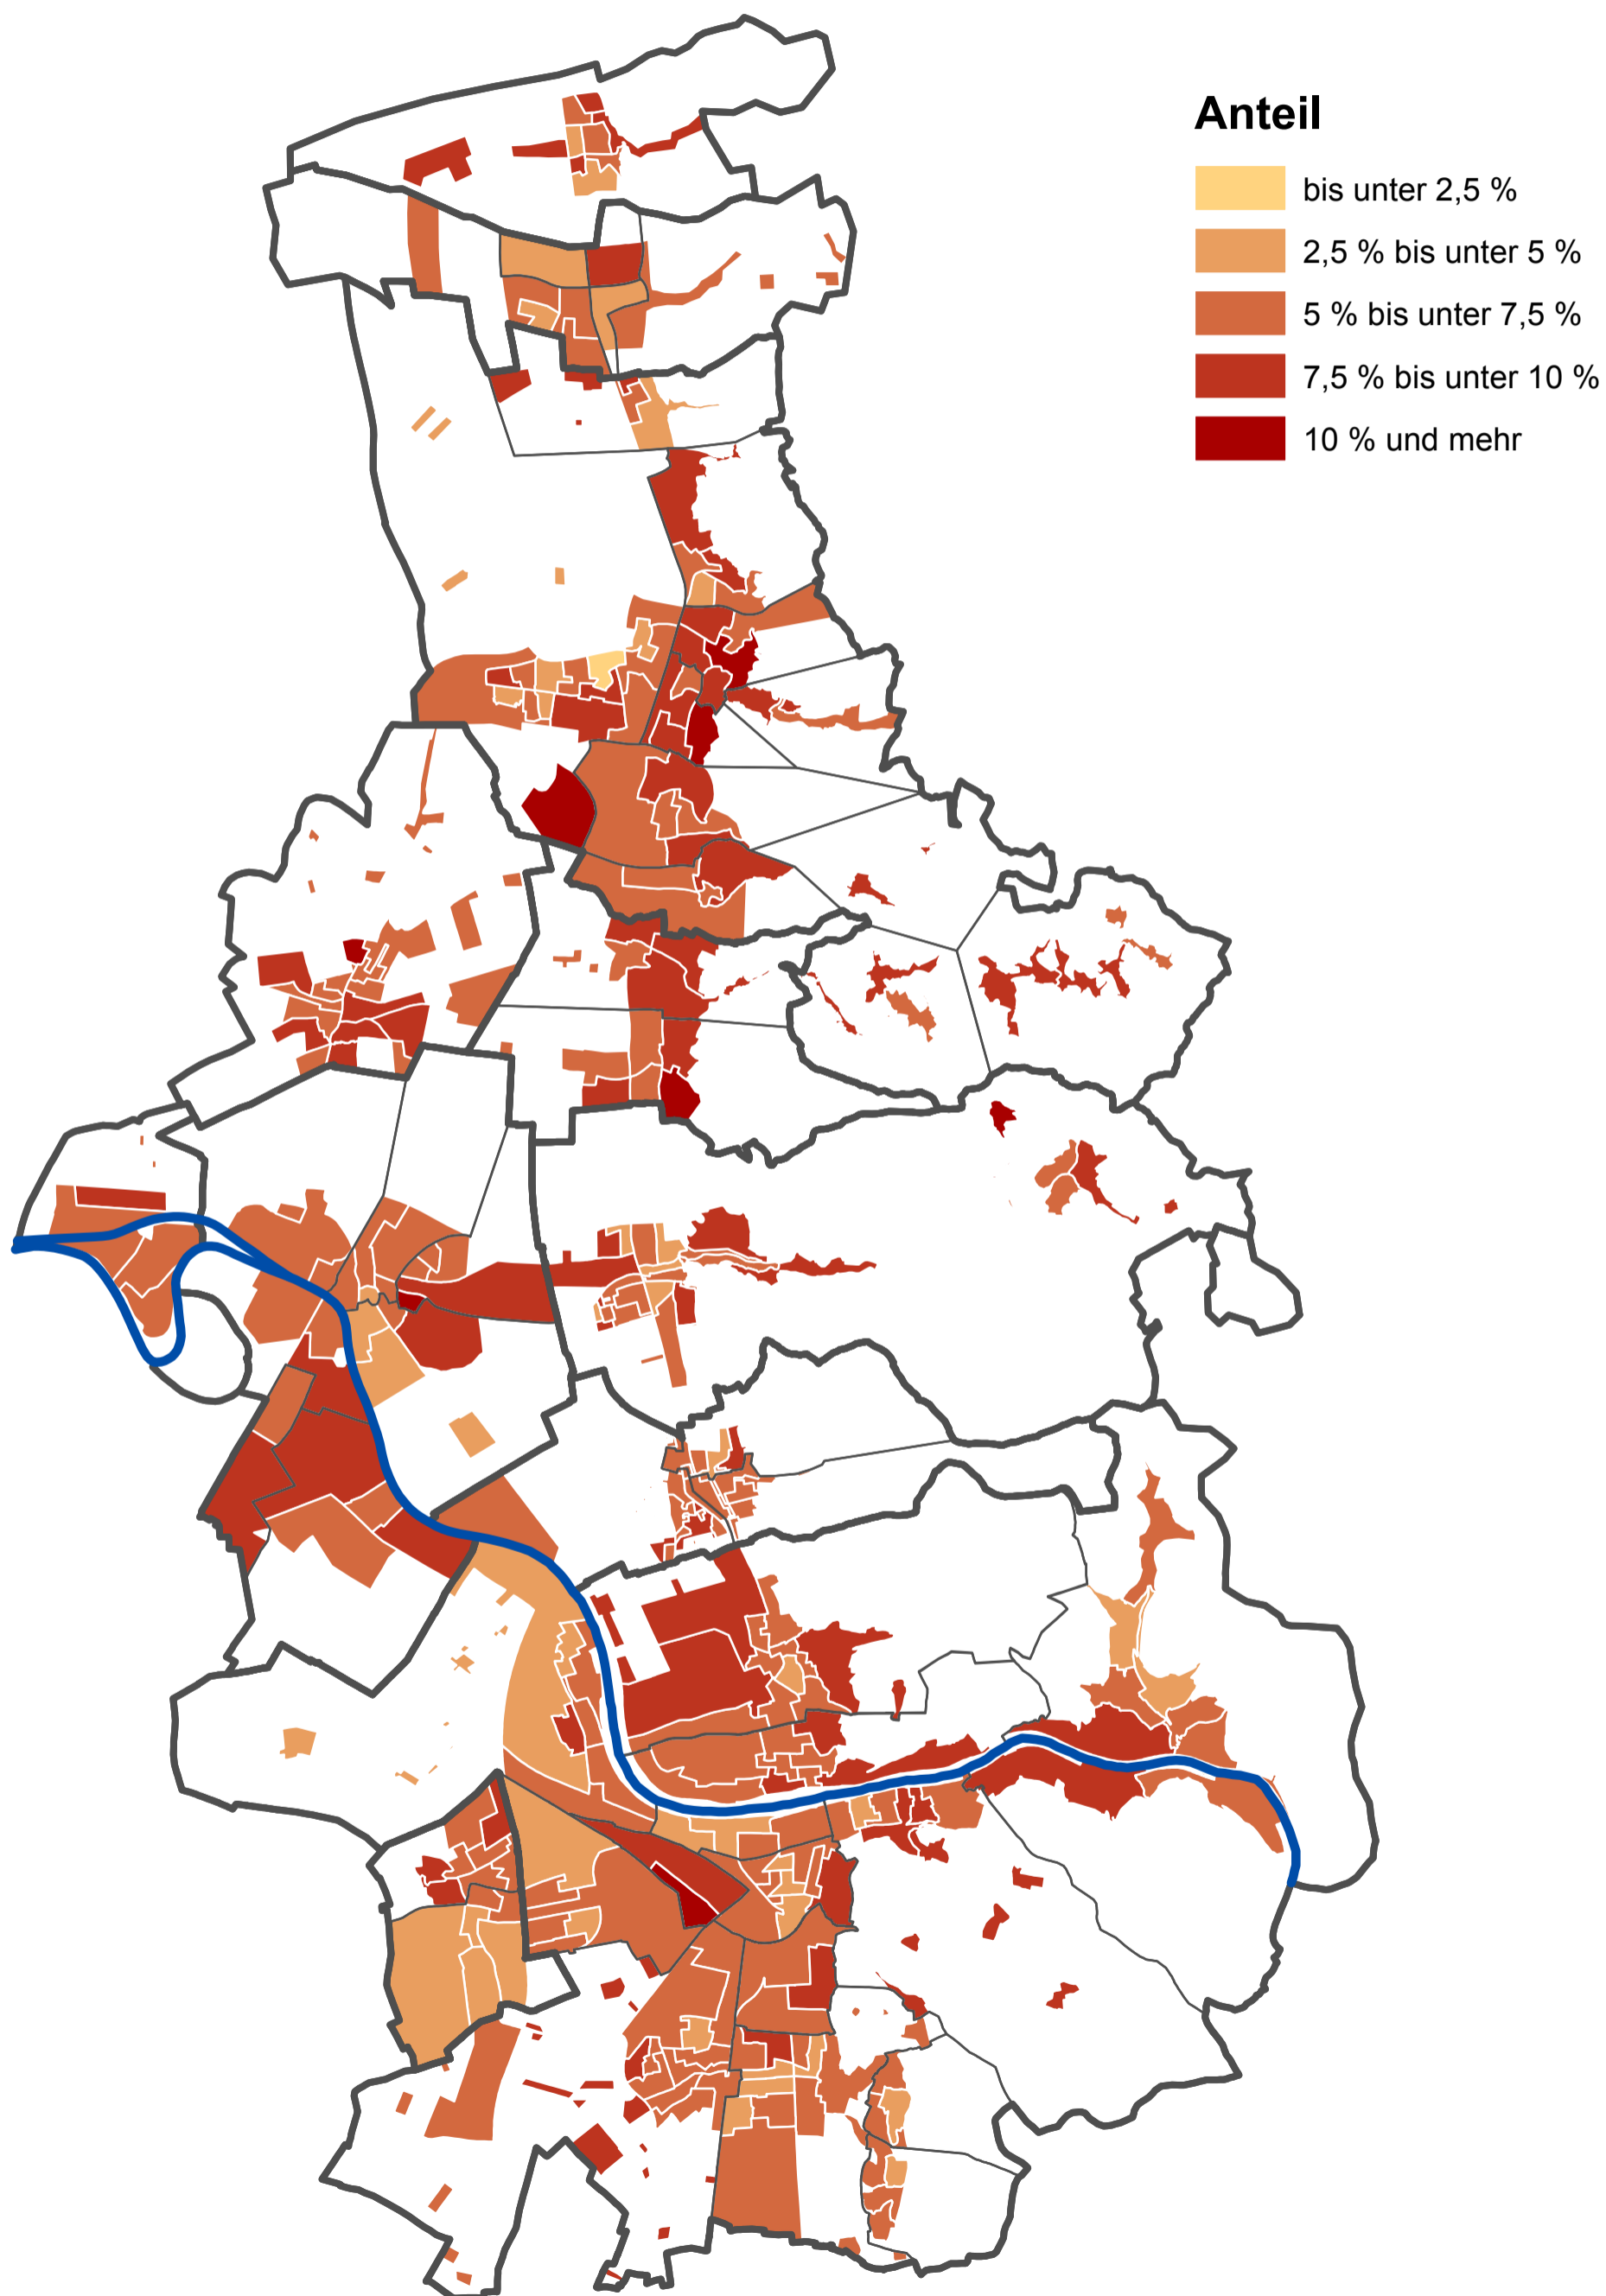 Anteil
bis unter 2,5 %
2,5 % bis unter 5 %
5 % bis unter 7,5 %
7,5 % bis unter 10 %
10 % und mehr